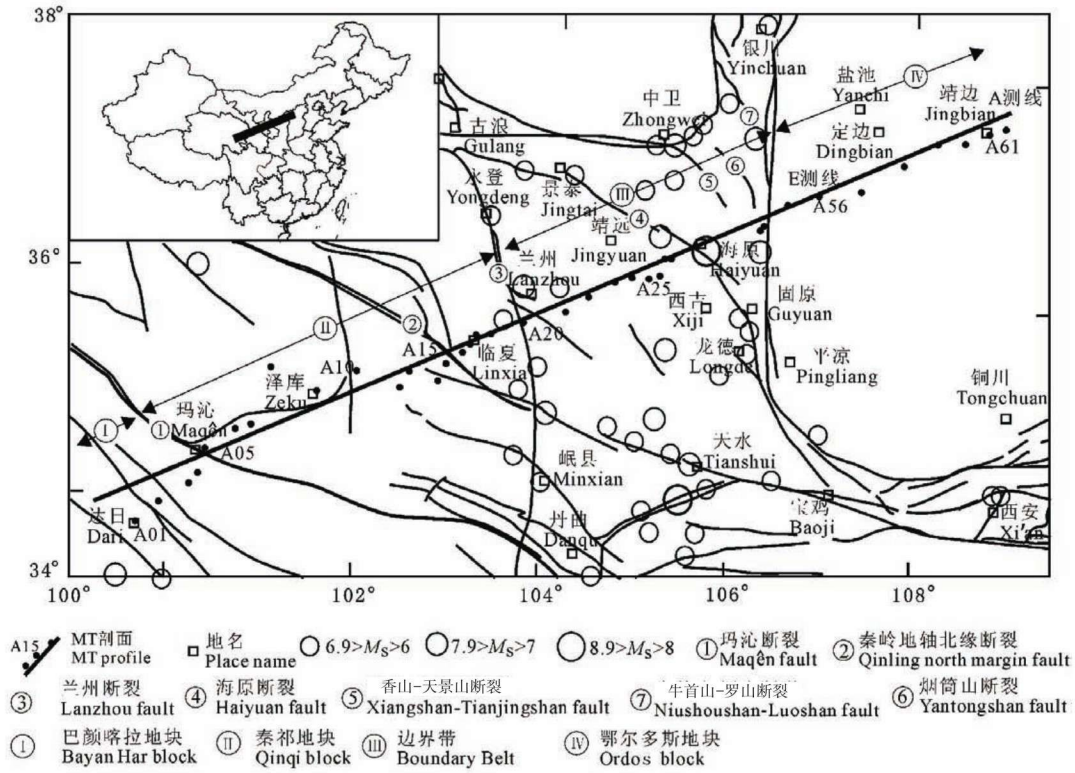 38°
36°
34°
100°
102°
104°
106°
108°
银川
Yinchuan
盐池
Yanchi
靖边
Jingbian
A测线
中卫
Zhongwei
定边
Dingbian
A61
古浪
Gulang
永登
Yongdeng
景泰
Jingtai
E测线
A56
靖远
Jingyuan
兰州
Lanzhou
海原
Haiyuan
A25
西吉
Xiji
固原
Guyuan
A20
A15
临夏
Linxia
龙德
Longde
平凉
Pingliang
A10
泽库
Zeku
铜川
Tongchuan
玛沁
Maqên
A05
岷县
Minxian
天水
Tianshui
达日
Dari
A01
丹曲
Danqu
宝鸡
Baoji
西安
Xi'an
Ⅰ
Ⅱ
Ⅲ
Ⅳ
①
②
③
④
⑤
⑥
⑦
A15 MT剖面
MT profile
地名
Place name
6.9>Ms>6
7.9>Ms>7
8.9>Ms>8
① 玛沁断裂
Maqên fault
② 秦岭地轴北缘断裂
Qinling north margin fault
③ 兰州断裂
Lanzhou fault
④ 海原断裂
Haiyuan fault
⑤ 香山-天景山断裂
Xiangshan-Tianjingshan fault
⑦ 牛首山-罗山断裂
Niushoushan-Luoshan fault
⑥ 烟筒山断裂
Yantongshan fault
Ⅰ 巴颜喀拉地块
Bayan Har block
Ⅱ 秦祁地块
Qinqi block
Ⅲ 边界带
Boundary Belt
Ⅳ 鄂尔多斯地块
Ordos block